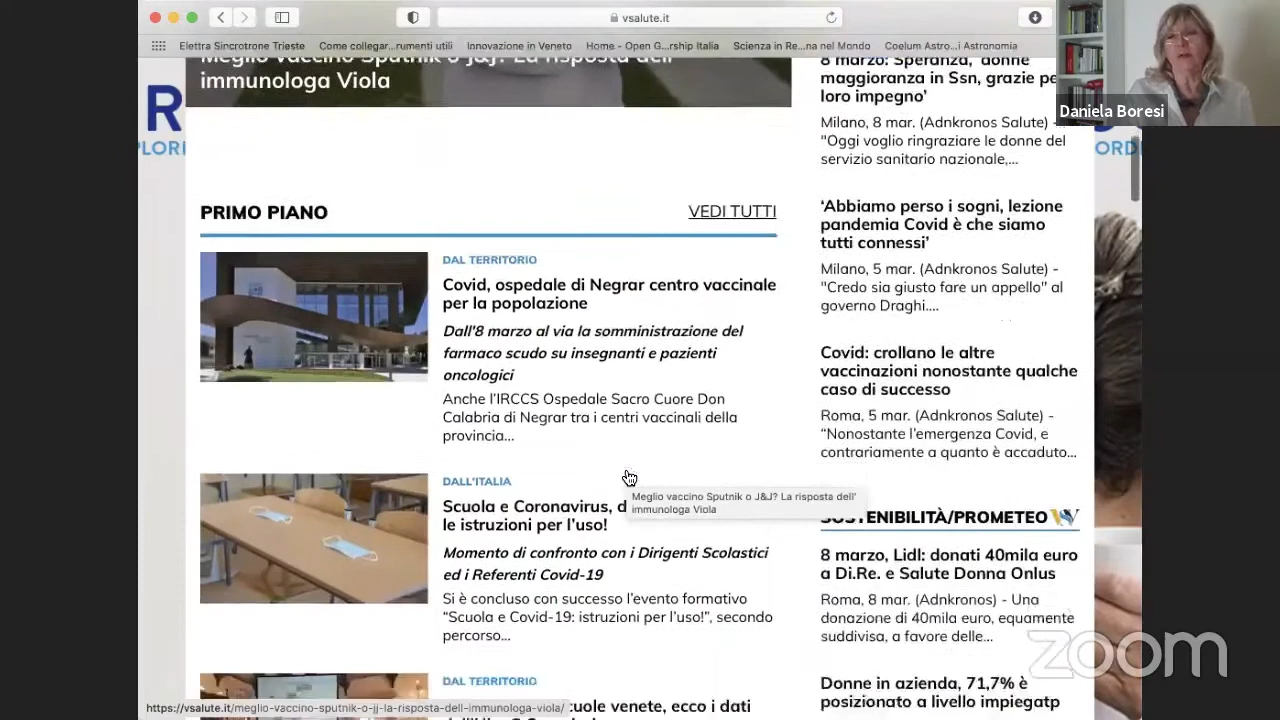 vsalute.it
Elettra Sincrotrone Trieste
Come collegar...rumenti utili
Innovazione in Veneto
Home - Open G...rship Italia
Scienza in Re...na nel Mondo
Coelum Astro...i Astronomia
Daniela Boresi
Meglio vaccino Sputnik o J&J? La risposta dell'
immunologa Viola
PRIMO PIANO
VEDI TUTTI
DAL TERRITORIO
Covid, ospedale di Negrar centro vaccinale
per la popolazione
Dall'8 marzo al via la somministrazione del
farmaco scudo su insegnanti e pazienti
oncologici
Anche l'IRCCS Ospedale Sacro Cuore Don
Calabria di Negrar tra i centri vaccinali della
provincia...
DALL'ITALIA
Scuola e Coronavirus, d
le istruzioni per l'uso!
Momento di confronto con i Dirigenti Scolastici
ed i Referenti Covid-19
Si è concluso con successo l'evento formativo
"Scuola e Covid-19: istruzioni per l'uso!", secondo
percorso...
Meglio vaccino Sputnik o J&J? La risposta dell'
immunologa Viola
DAL TERRITORIO
cuole venete, ecco i dati
https://vsalute.it/meglio-vaccino-sputnik-o-jj-la-risposta-dell-immunologa-viola/
8 marzo: Speranza, 'donne
maggioranza in Ssn, grazie pe
loro impegno'
Milano, 8 mar. (Adnkronos Salute) -
"Oggi voglio ringraziare le donne del
servizio sanitario nazionale,...
'Abbiamo perso i sogni, lezione
pandemia Covid è che siamo
tutti connessi'
Milano, 5 mar. (Adnkronos Salute) -
"Credo sia giusto fare un appello" al
governo Draghi....
Covid: crollano le altre
vaccinazioni nonostante qualche
caso di successo
Roma, 5 mar. (Adnkronos Salute) -
"Nonostante l'emergenza Covid, e
contrariamente a quanto è accaduto...
SOSTENIBILITÀ/PROMETEO
8 marzo, Lidl: donati 40mila euro
a Di.Re. e Salute Donna Onlus
Roma, 8 mar. (Adnkronos) - Una
donazione di 40mila euro, equamente
suddivisa, a favore delle...
Donne in azienda, 71,7% è
posizionato a livello impiegatp
zoom